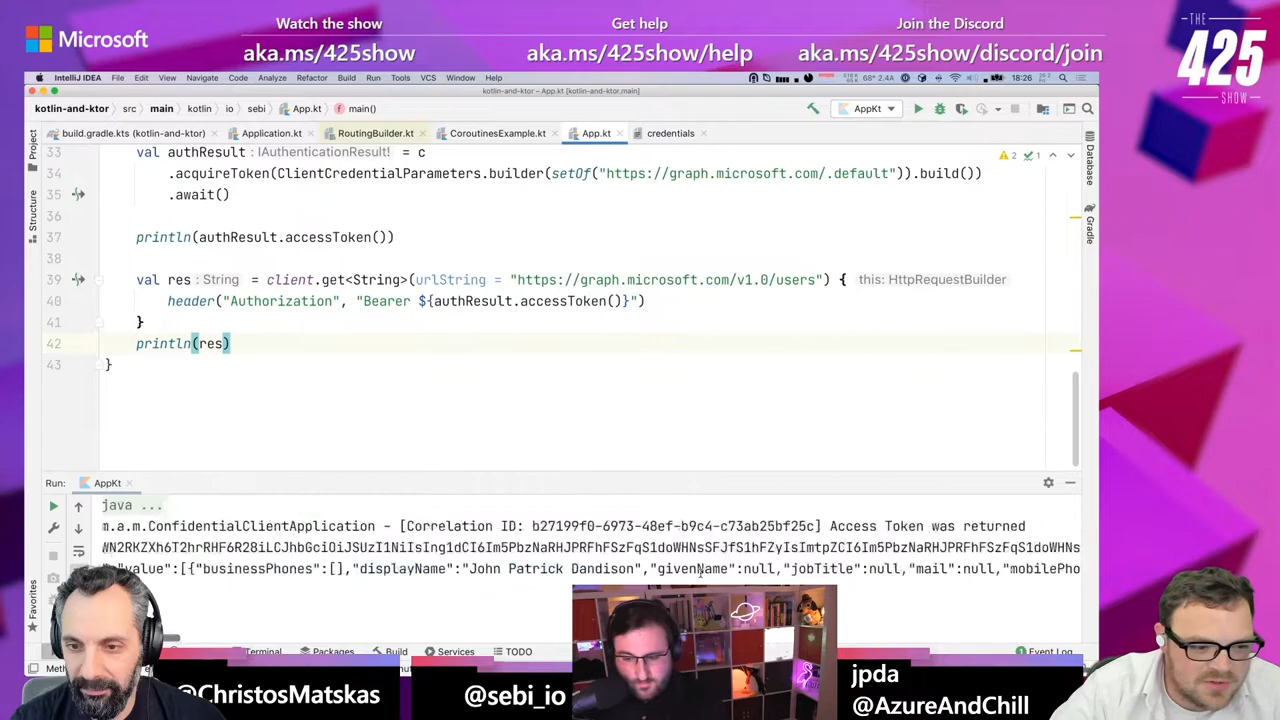 Microsoft
Watch the show
aka.ms/425show
Get help
aka.ms/425show/help
Join the Discord
aka.ms/425show/discord/join
THE
425
SHOW
IntelliJ IDEA File Edit View Navigate Code Analyze Refactor Build Run Tools VCS Window Help
68° 2.4A
18:26
kotlin-and-ktor – App.kt [kotlin-and-ktor.main]
kotlin-and-ktor src main kotlin io sebi App.kt main()
AppKt
build.gradle.kts (kotlin-and-ktor) Application.kt RoutingBuilder.kt CoroutinesExample.kt App.kt credentials
Project
Structure
Favorites
Database
Gradle
2 1
33 val authResult : IAuthenticationResult! = c
34 .acquireToken(ClientCredentialParameters.builder(setOf("https://graph.microsoft.com/.default")).build())
35 .await()
36
37 println(authResult.accessToken())
38
39 val res : String = client.get<String>(urlString = "https://graph.microsoft.com/v1.0/users") { this: HttpRequestBuilder
40 header("Authorization", "Bearer ${authResult.accessToken()}")
41 }
42 println(res)
43 }
Run: AppKt
java ...
m.a.m.ConfidentialClientApplication - [Correlation ID: b27199f0-6973-48ef-b9c4-c73ab25bf25c] Access Token was returned
"value":[{"businessPhones":[],"displayName":"John Patrick Dandison","givenName":null,"jobTitle":null,"mail":null,"mobilePho
Terminal Packages Build Services TODO
Event Log
@ChristosMatskas
@sebi_io
jpda
@AzureAndChill